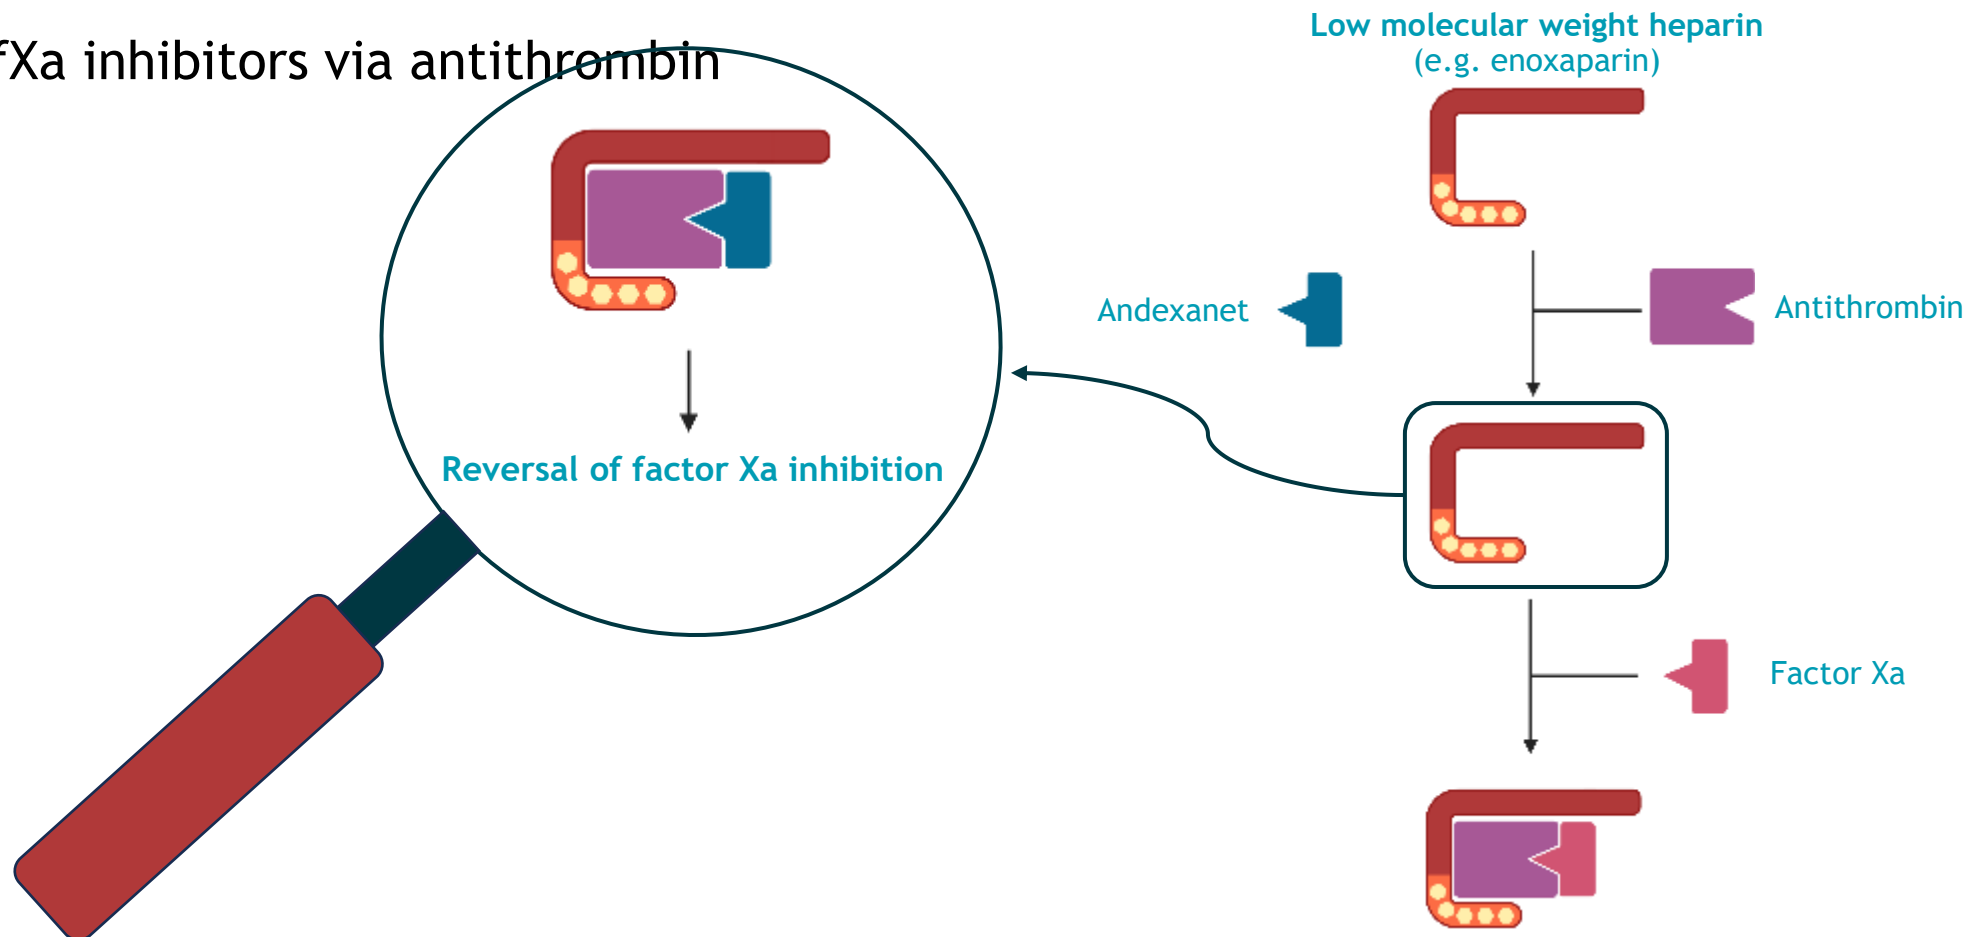 fXa inhibitors via antithrombin
Low molecular weight heparin
(e.g. enoxaparin)
Andexanet
Antithrombin
Reversal of factor Xa inhibition
Factor Xa